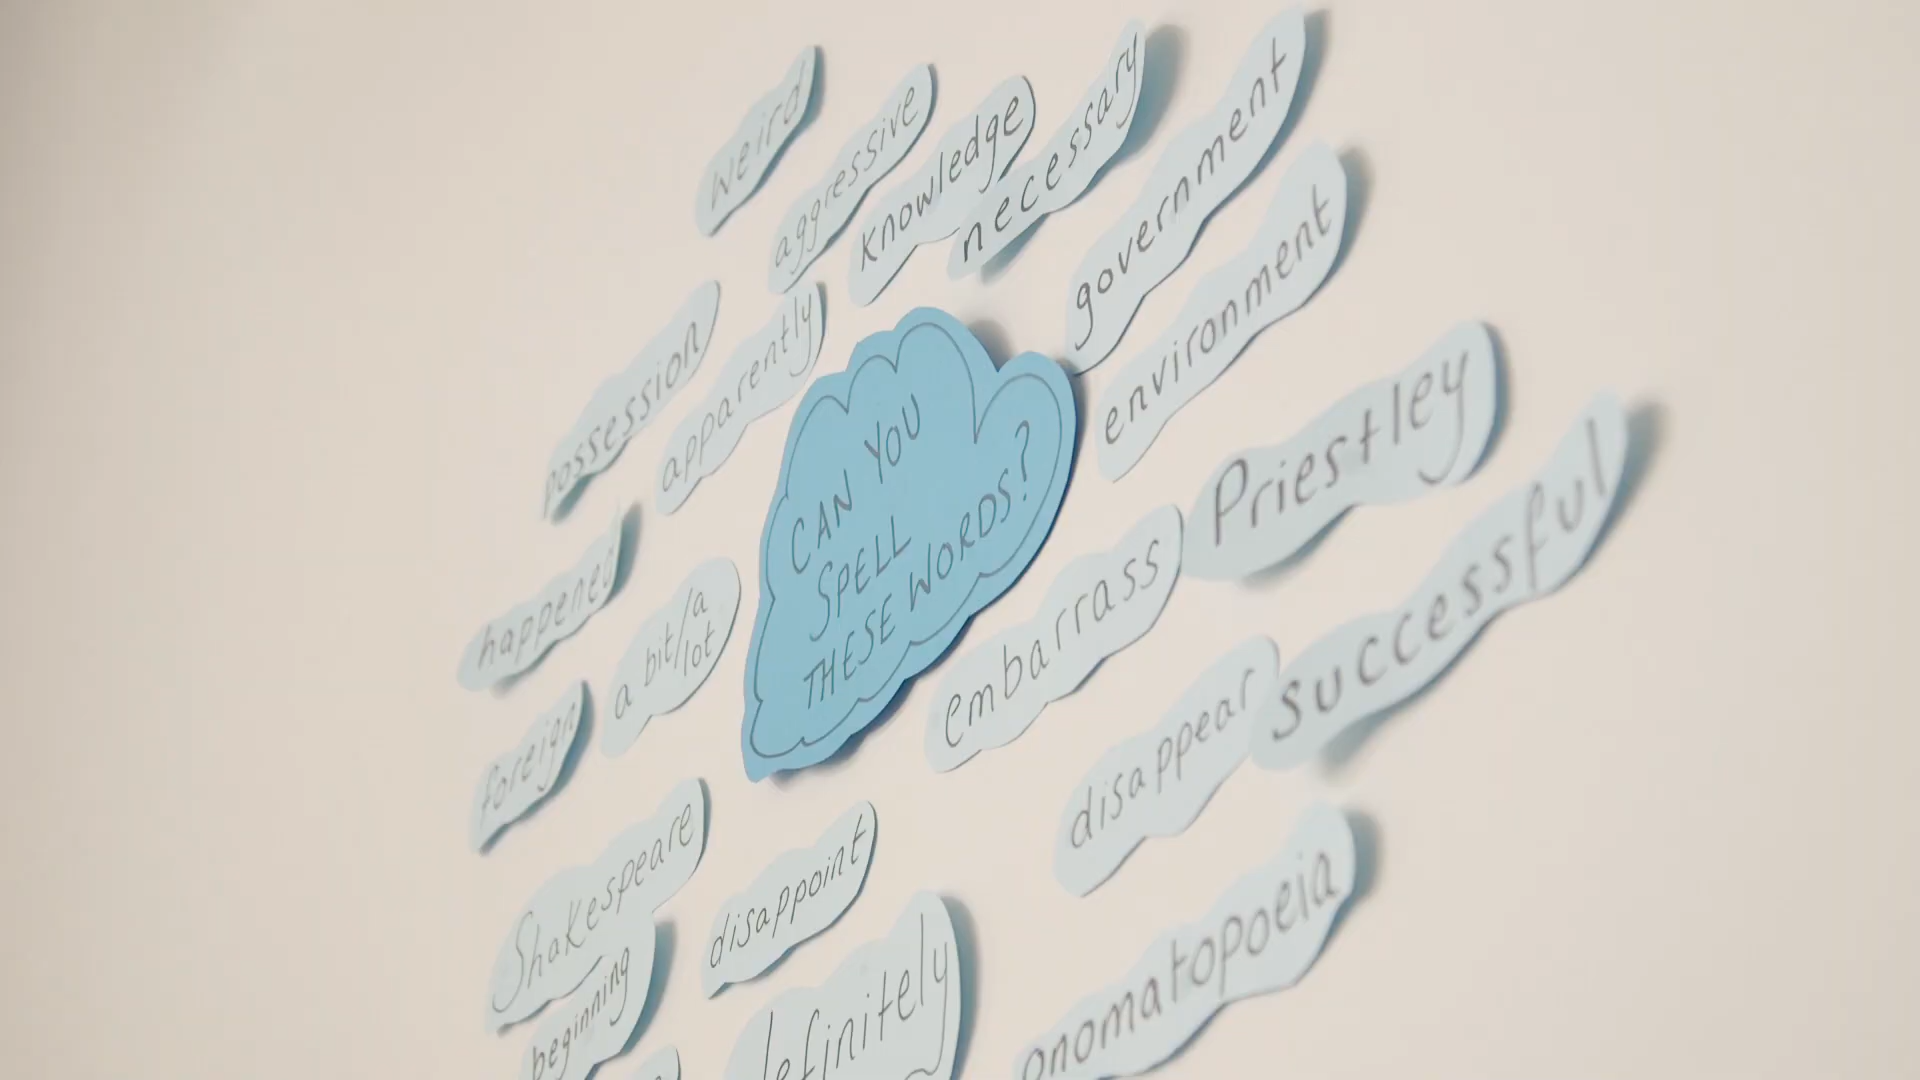 weird
aggressive
knowledge
necessary
government
environment
possession
apparently
CAN YOU
SPELL
THESE WORDS?
Priestley
successful
happened
a bit/a
lot
embarrass
disappear
foreign
Shakespeare
disappoint
beginning
definitely
onomatopoeia